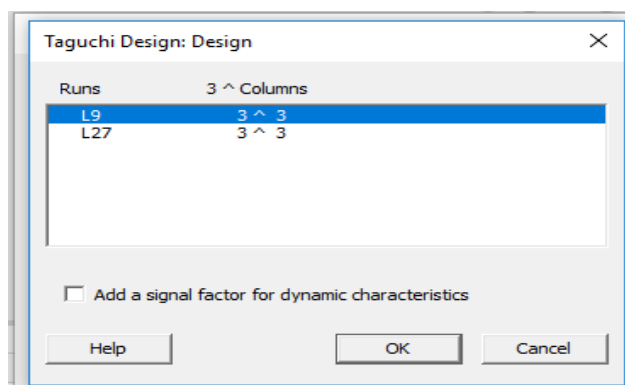 Taguchi Design: Design
Runs 3 ^ Columns
L9 3 ^ 3
L27 3 ^ 3
Add a signal factor for dynamic characteristics
Help OK Cancel